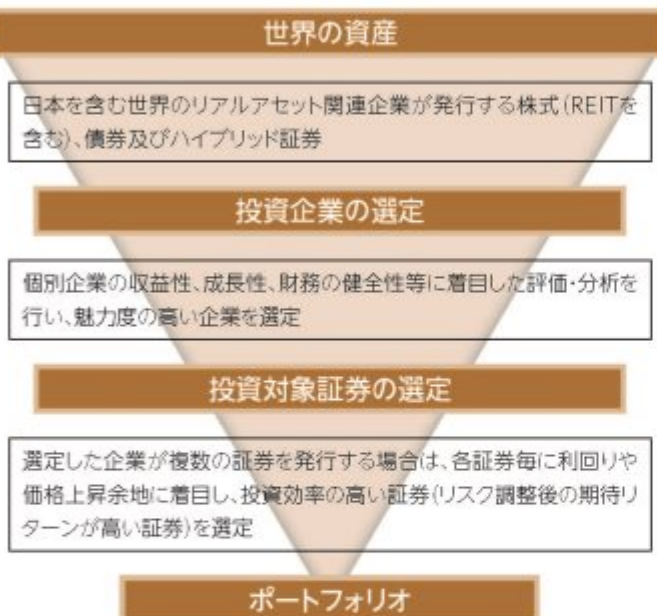 世界の資産
日本を含む世界のリアルアセット関連企業が発行する株式(REITを
含む)、債券及びハイブリッド証券
投資企業の選定
個別企業の収益性、成長性、財務の健全性等に着目した評価・分析を
行い、魅力度の高い企業を選定
投資対象証券の選定
選定した企業が複数の証券を発行する場合は、各証券毎に利回りや
価格上昇余地に着目し、投資効率の高い証券(リスク調整後の期待リ
ターンが高い証券)を選定
ポートフォリオ